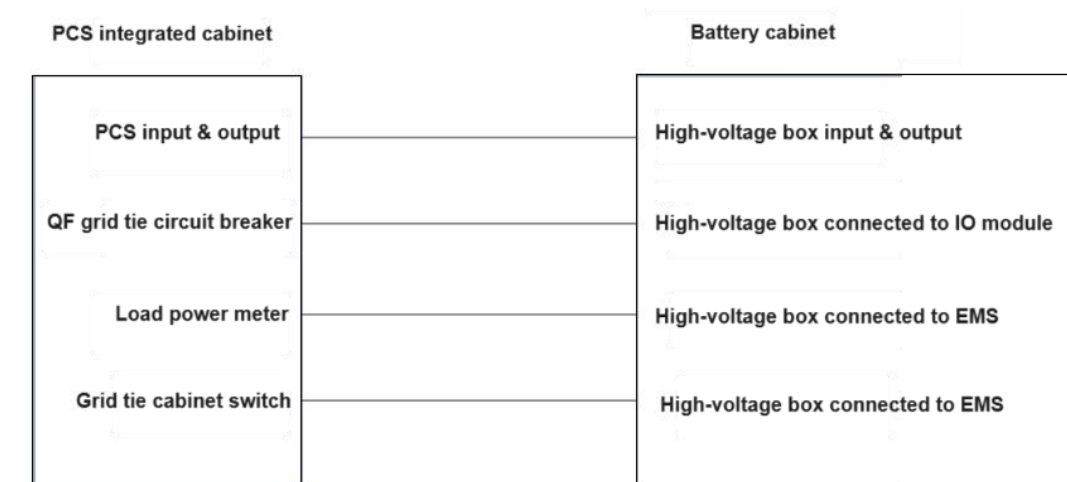 PCS integrated cabinet
Battery cabinet
PCS input & output
High-voltage box input & output
QF grid tie circuit breaker
High-voltage box connected to IO module
Load power meter
High-voltage box connected to EMS
Grid tie cabinet switch
High-voltage box connected to EMS